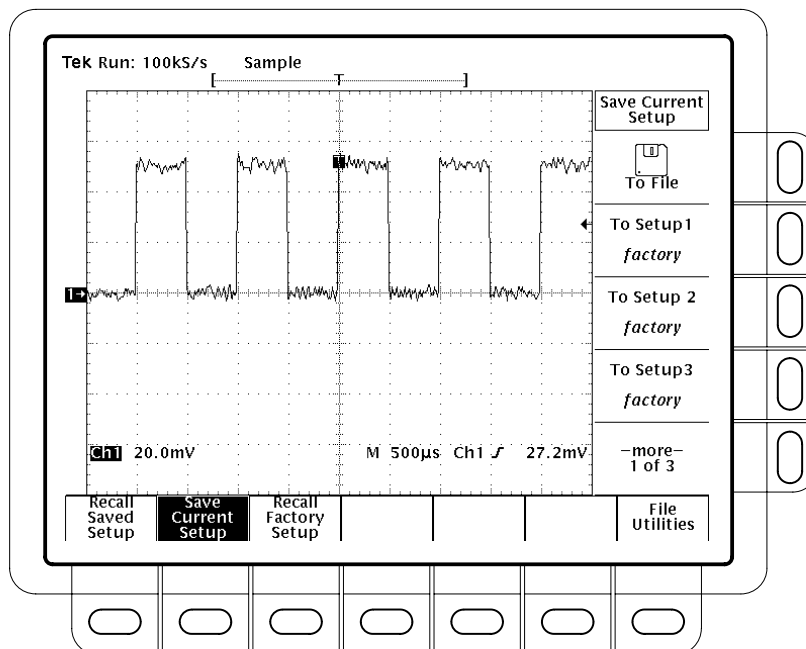 Tek Run: 100kS/s Sample
[ T ]
Save Current
Setup
To File
To Setup1
factory
To Setup 2
factory
To Setup3
factory
–more–
1 of 3
T
1→
Ch1 20.0mV M 500µs Ch1 27.2mV
Recall
Saved
Setup
Save
Current
Setup
Recall
Factory
Setup
File
Utilities